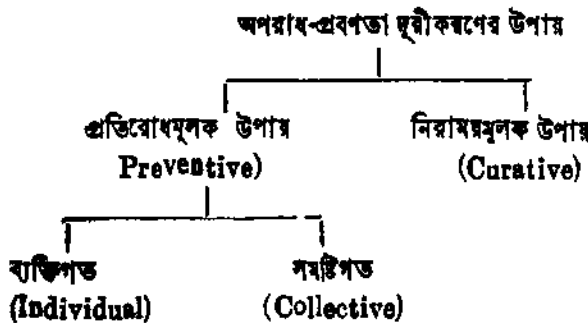 অপরাধ-প্রবণতা দূরীকরণের উপায়
প্রতিরোধমূলক উপায় নিরাময়মূলক উপায়
Preventive) (Curative)
ব্যক্তিগত সমষ্টিগত
(Individual) (Collective)